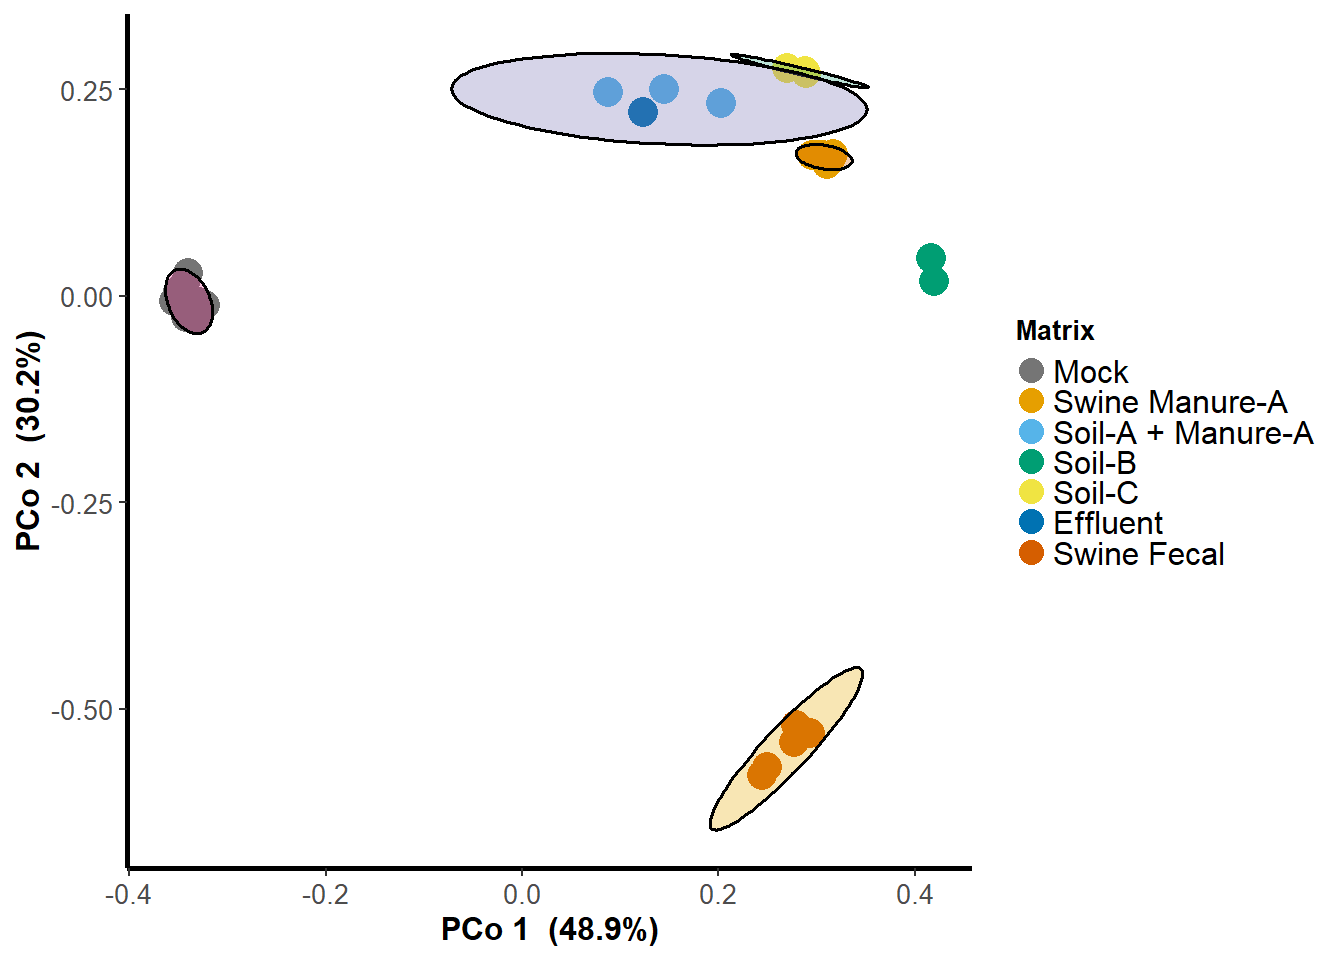 0.25
0.00
-0.25
-0.50
PCo 2 (30.2%)
-0.4
-0.2
0.0
0.2
0.4
PCo 1 (48.9%)
Matrix
Mock
Swine Manure-A
Soil-A + Manure-A
Soil-B
Soil-C
Effluent
Swine Fecal